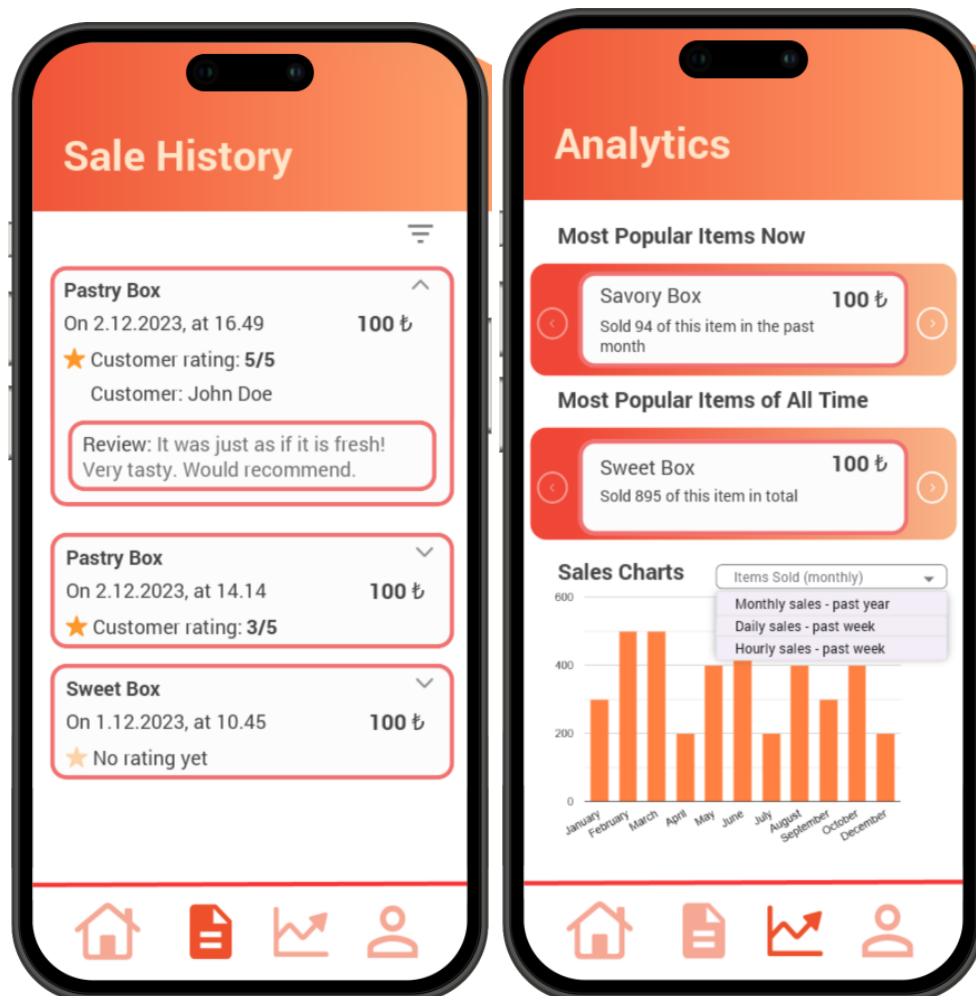 Sale History
Pastry Box
On 2.12.2023, at 16.49 100 ₺
Customer rating: 5/5
Customer: John Doe
Review: It was just as if it is fresh!
Very tasty. Would recommend.
Pastry Box
On 2.12.2023, at 14.14 100 ₺
Customer rating: 3/5
Sweet Box
On 1.12.2023, at 10.45 100 ₺
No rating yet
Analytics
Most Popular Items Now
Savory Box 100 ₺
Sold 94 of this item in the past
month
Most Popular Items of All Time
Sweet Box 100 ₺
Sold 895 of this item in total
Sales Charts
Items Sold (monthly)
Monthly sales - past year
Daily sales - past week
Hourly sales - past week
600
400
200
0
January
February
March
April
May
June
July
August
September
October
December